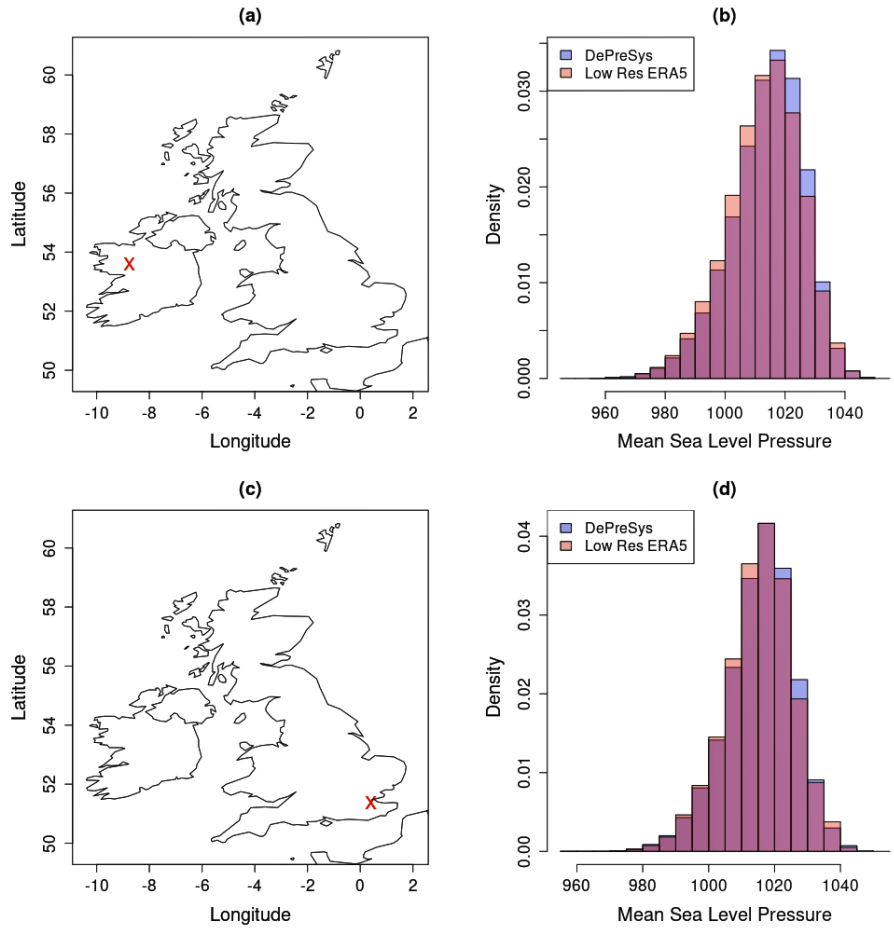 (a)
60
58
56
54
52
50
Latitude
-10 -8 -6 -4 -2 0 2
Longitude
X
(b)
DePreSys
Low Res ERA5
0.030
0.020
0.010
0.000
Density
960 980 1000 1020 1040
Mean Sea Level Pressure
(c)
60
58
56
54
52
50
Latitude
-10 -8 -6 -4 -2 0 2
Longitude
X
(d)
DePreSys
Low Res ERA5
0.04
0.03
0.02
0.01
0.00
Density
960 980 1000 1020 1040
Mean Sea Level Pressure